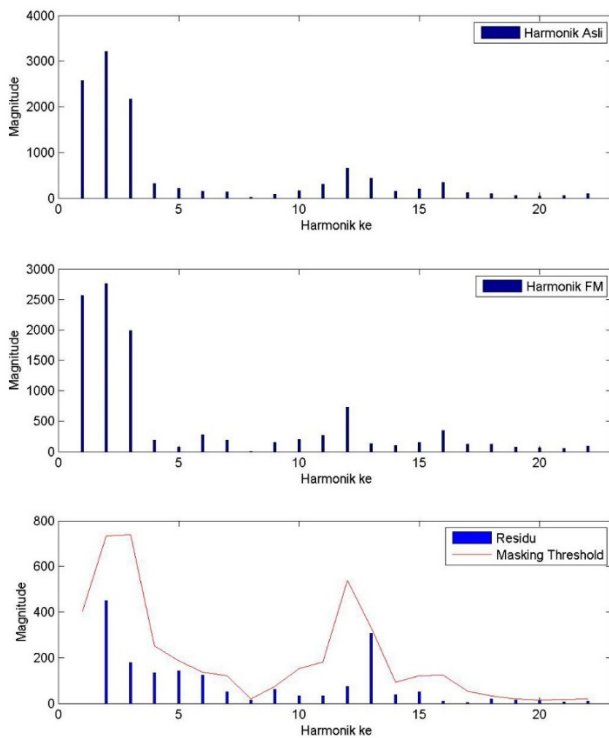 4000
3000
2000
1000
0
Magnitude
Harmonik Asli
0 5 10 15 20
Harmonik ke
3000
2500
2000
1500
1000
500
0
Magnitude
Harmonik FM
0 5 10 15 20
Harmonik ke
800
600
400
200
0
Magnitude
Residu
Masking Threshold
0 5 10 15 20
Harmonik ke